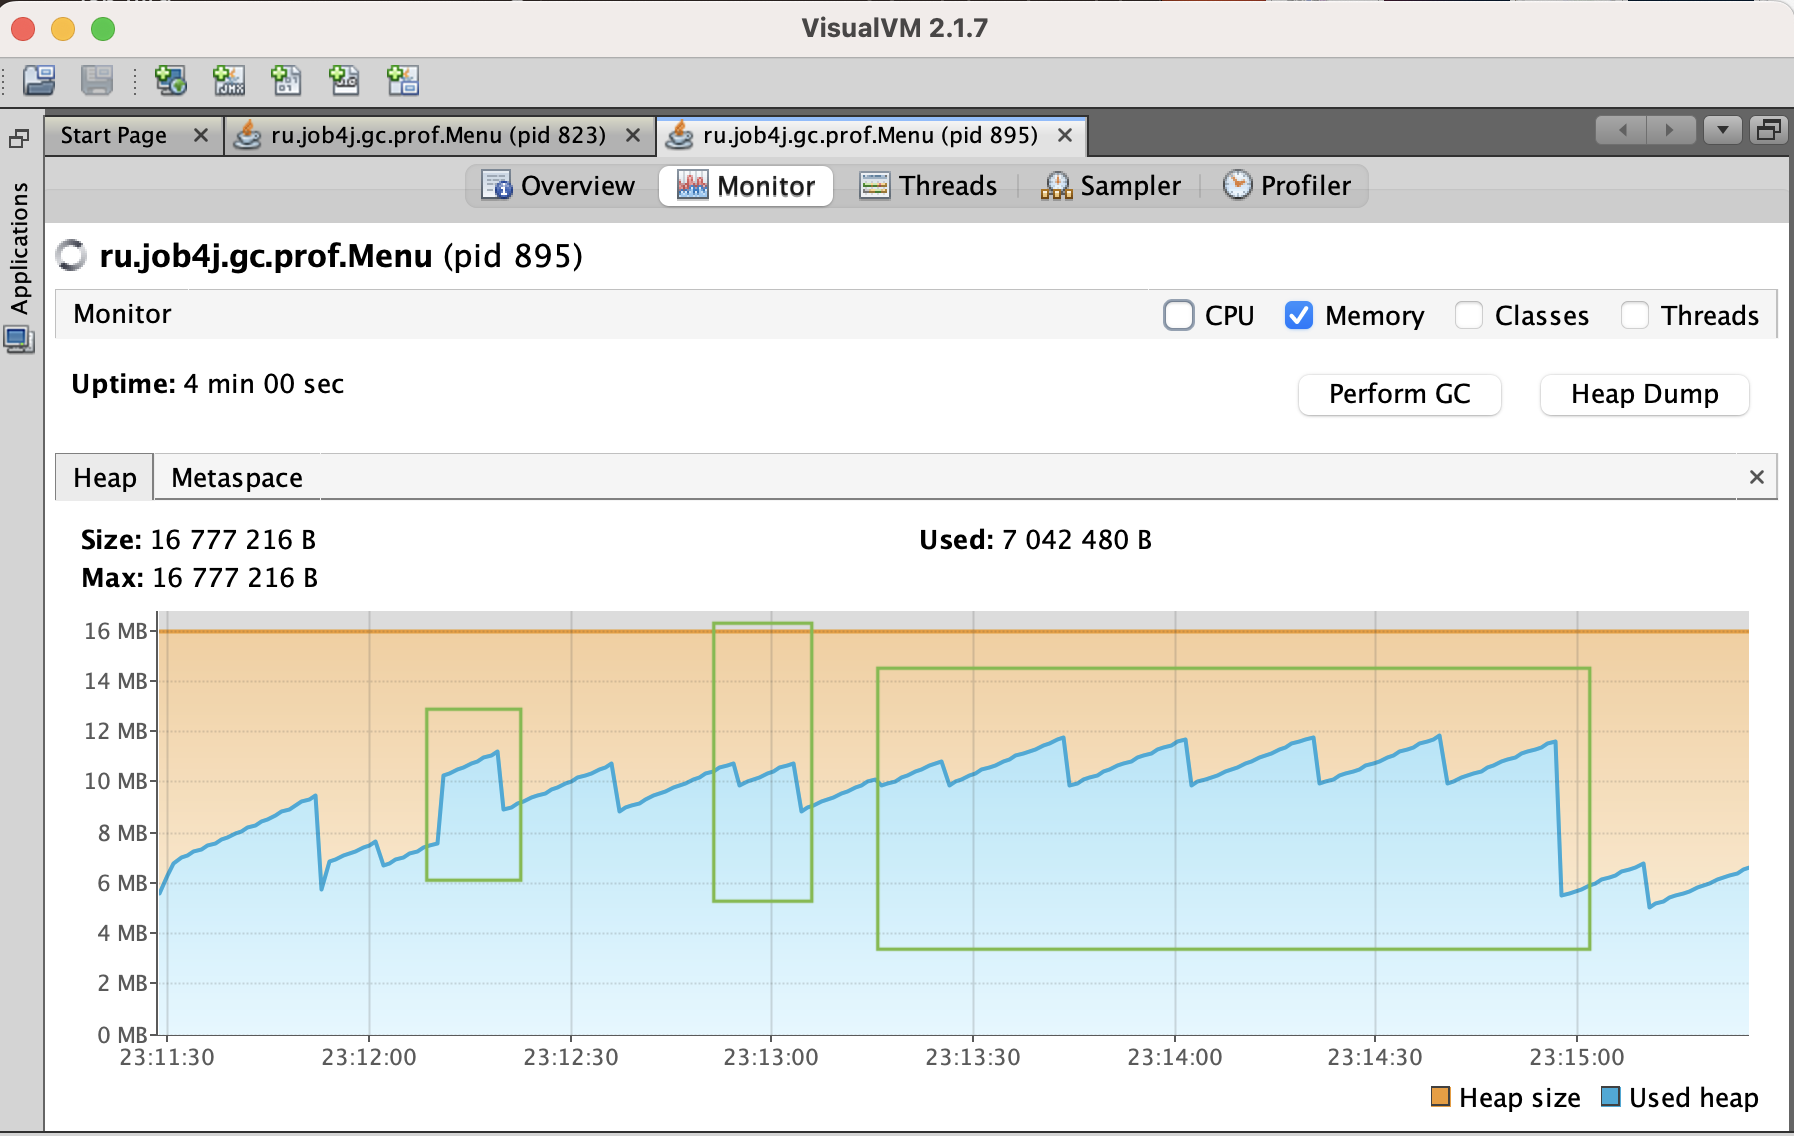 VisualVM 2.1.7
Start Page
ru.job4j.gc.prof.Menu (pid 823)
ru.job4j.gc.prof.Menu (pid 895)
Applications
Overview
Monitor
Threads
Sampler
Profiler
ru.job4j.gc.prof.Menu (pid 895)
Monitor
CPU
Memory
Classes
Threads
Uptime: 4 min 00 sec
Perform GC
Heap Dump
Heap
Metaspace
Size: 16 777 216 B
Used: 7 042 480 B
Max: 16 777 216 B
16 MB
14 MB
12 MB
10 MB
8 MB
6 MB
4 MB
2 MB
0 MB
23:11:30
23:12:00
23:12:30
23:13:00
23:13:30
23:14:00
23:14:30
23:15:00
Heap size
Used heap